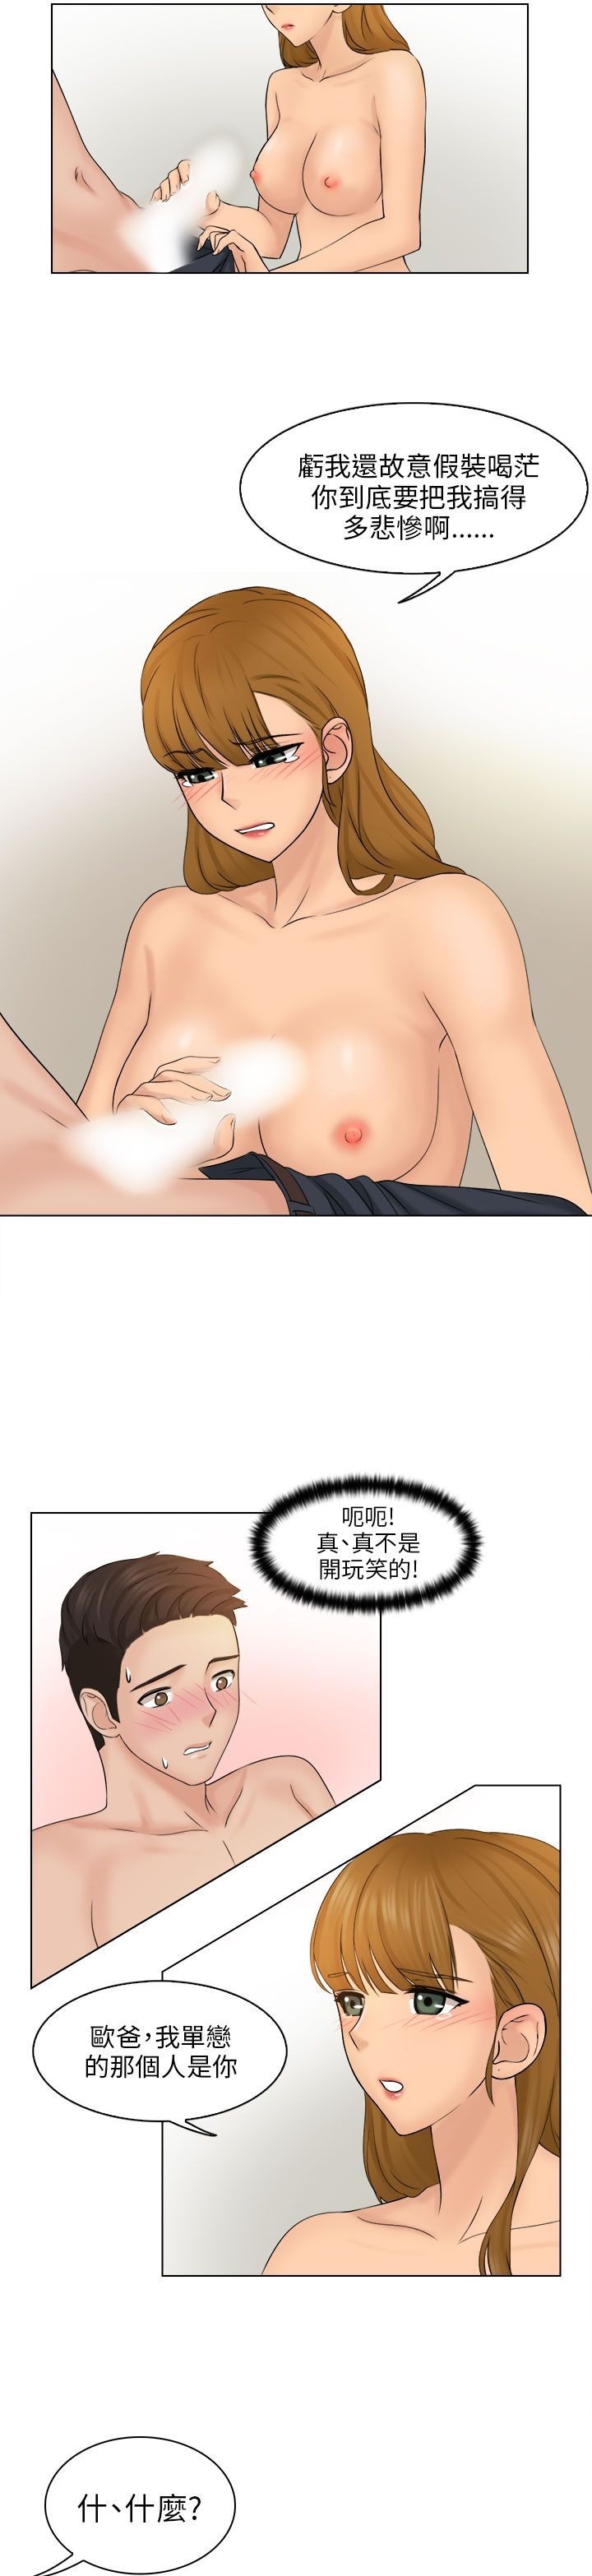 虧我還故意假裝喝茫
你到底要把我搞得
多悲慘啊......
呃呃!
真、真不是
開玩笑的!
歐爸,我單戀
的那個人是你
什、什麼?